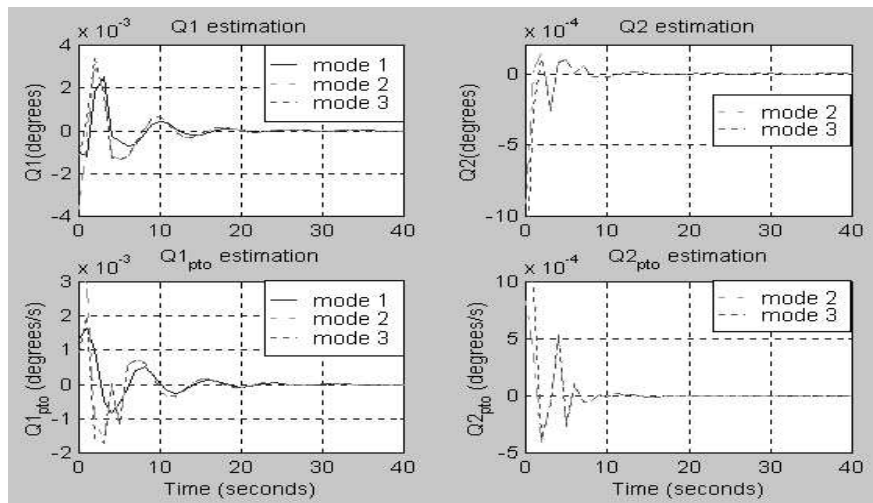 × 10⁻³ Q1 estimation
4
2
0
-2
-4
Q1(degrees)
mode 1
mode 2
mode 3
0 10 20 30 40
× 10⁻⁴ Q2 estimation
0
-5
-10
Q2(degrees)
mode 2
mode 3
0 10 20 30 40
× 10⁻³ Q1pto estimation
3
2
1
0
-1
-2
Q1pto (degrees/s)
mode 1
mode 2
mode 3
0 10 20 30 40
Time (seconds)
× 10⁻⁴ Q2pto estimation
10
5
0
-5
Q2pto (degrees/s)
mode 2
mode 3
0 10 20 30 40
Time (seconds)